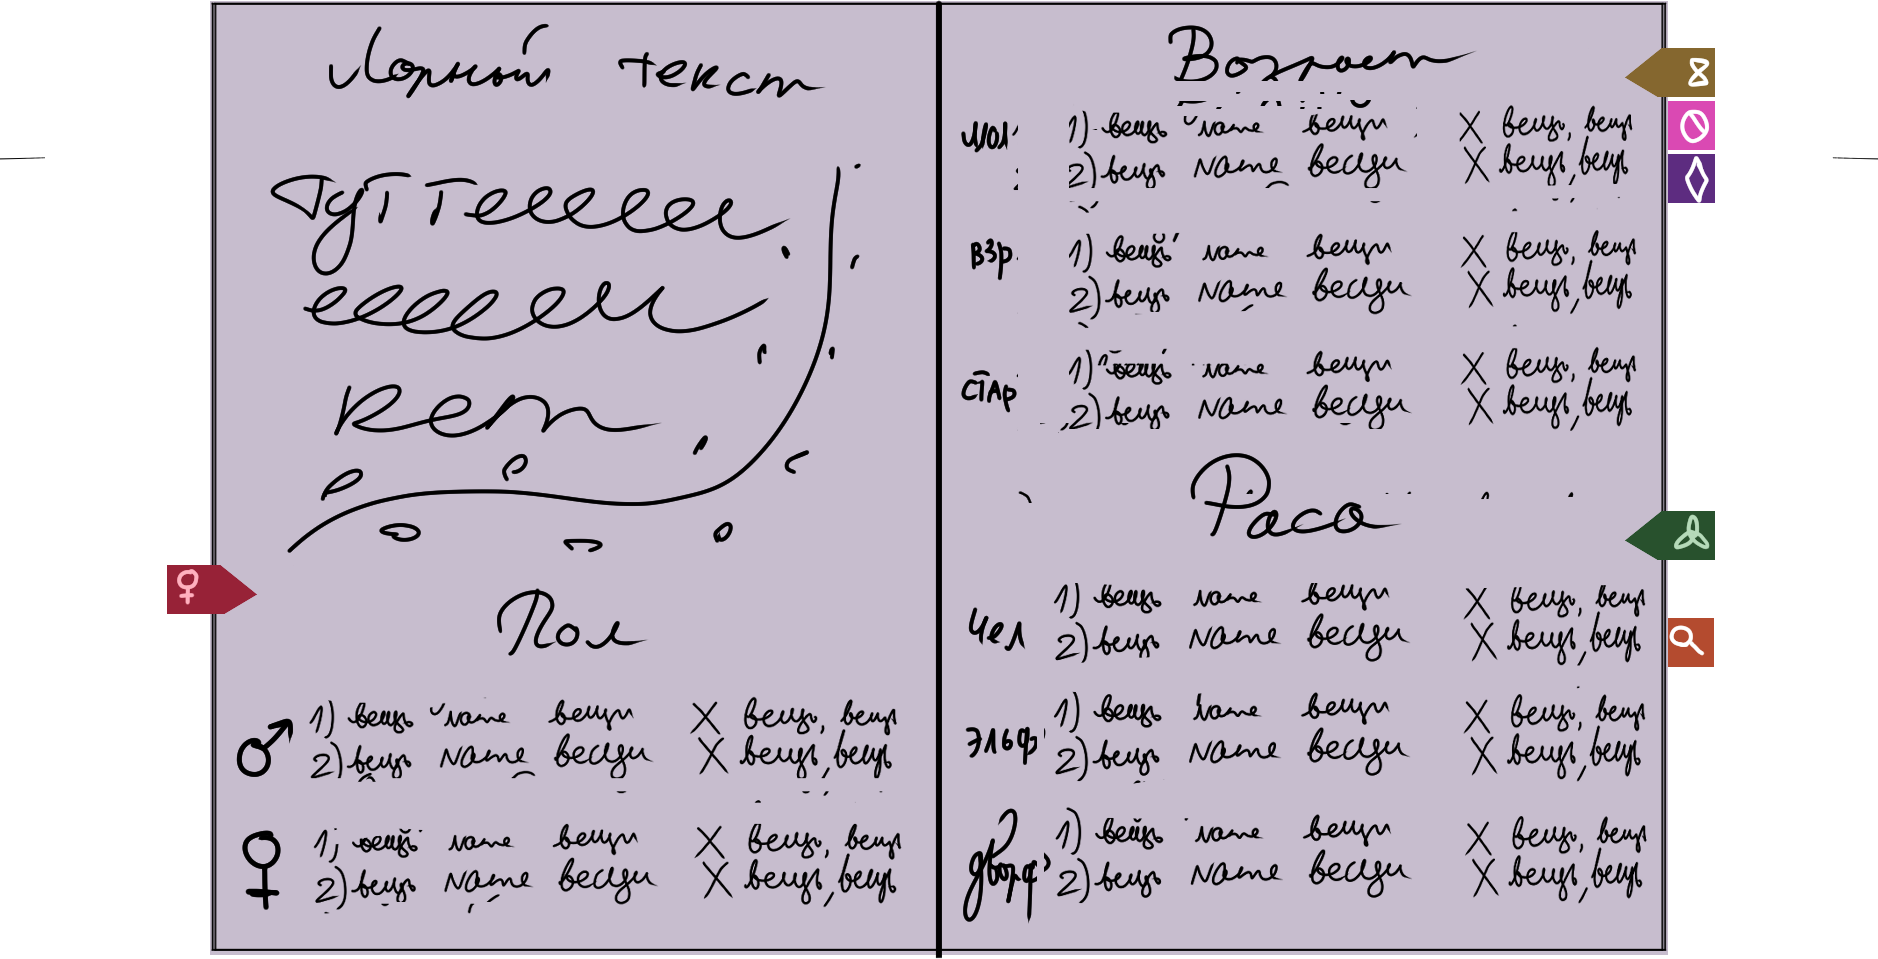 Лорный текст
Тут теееееее
еееееее
кст
Пол
♂ 1) вещь name вещи X вещь, вещь
2) вещь name вещи X вещь, вещь
♀ 1) вещь name вещи X вещь, вещь
2) вещь name вещи X вещь, вещь
Возраст
мол 1) вещь name вещи X вещь, вещь
2) вещь name вещи X вещь, вещь
взр 1) вещь name вещи X вещь, вещь
2) вещь name вещи X вещь, вещь
стар 1) вещь name вещи X вещь, вещь
2) вещь name вещи X вещь, вещь
Раса
чел 1) вещь name вещи X вещь, вещь
2) вещь name вещи X вещь, вещь
эльф 1) вещь name вещи X вещь, вещь
2) вещь name вещи X вещь, вещь
дворф 1) вещь name вещи X вещь, вещь
2) вещь name вещи X вещь, вещь